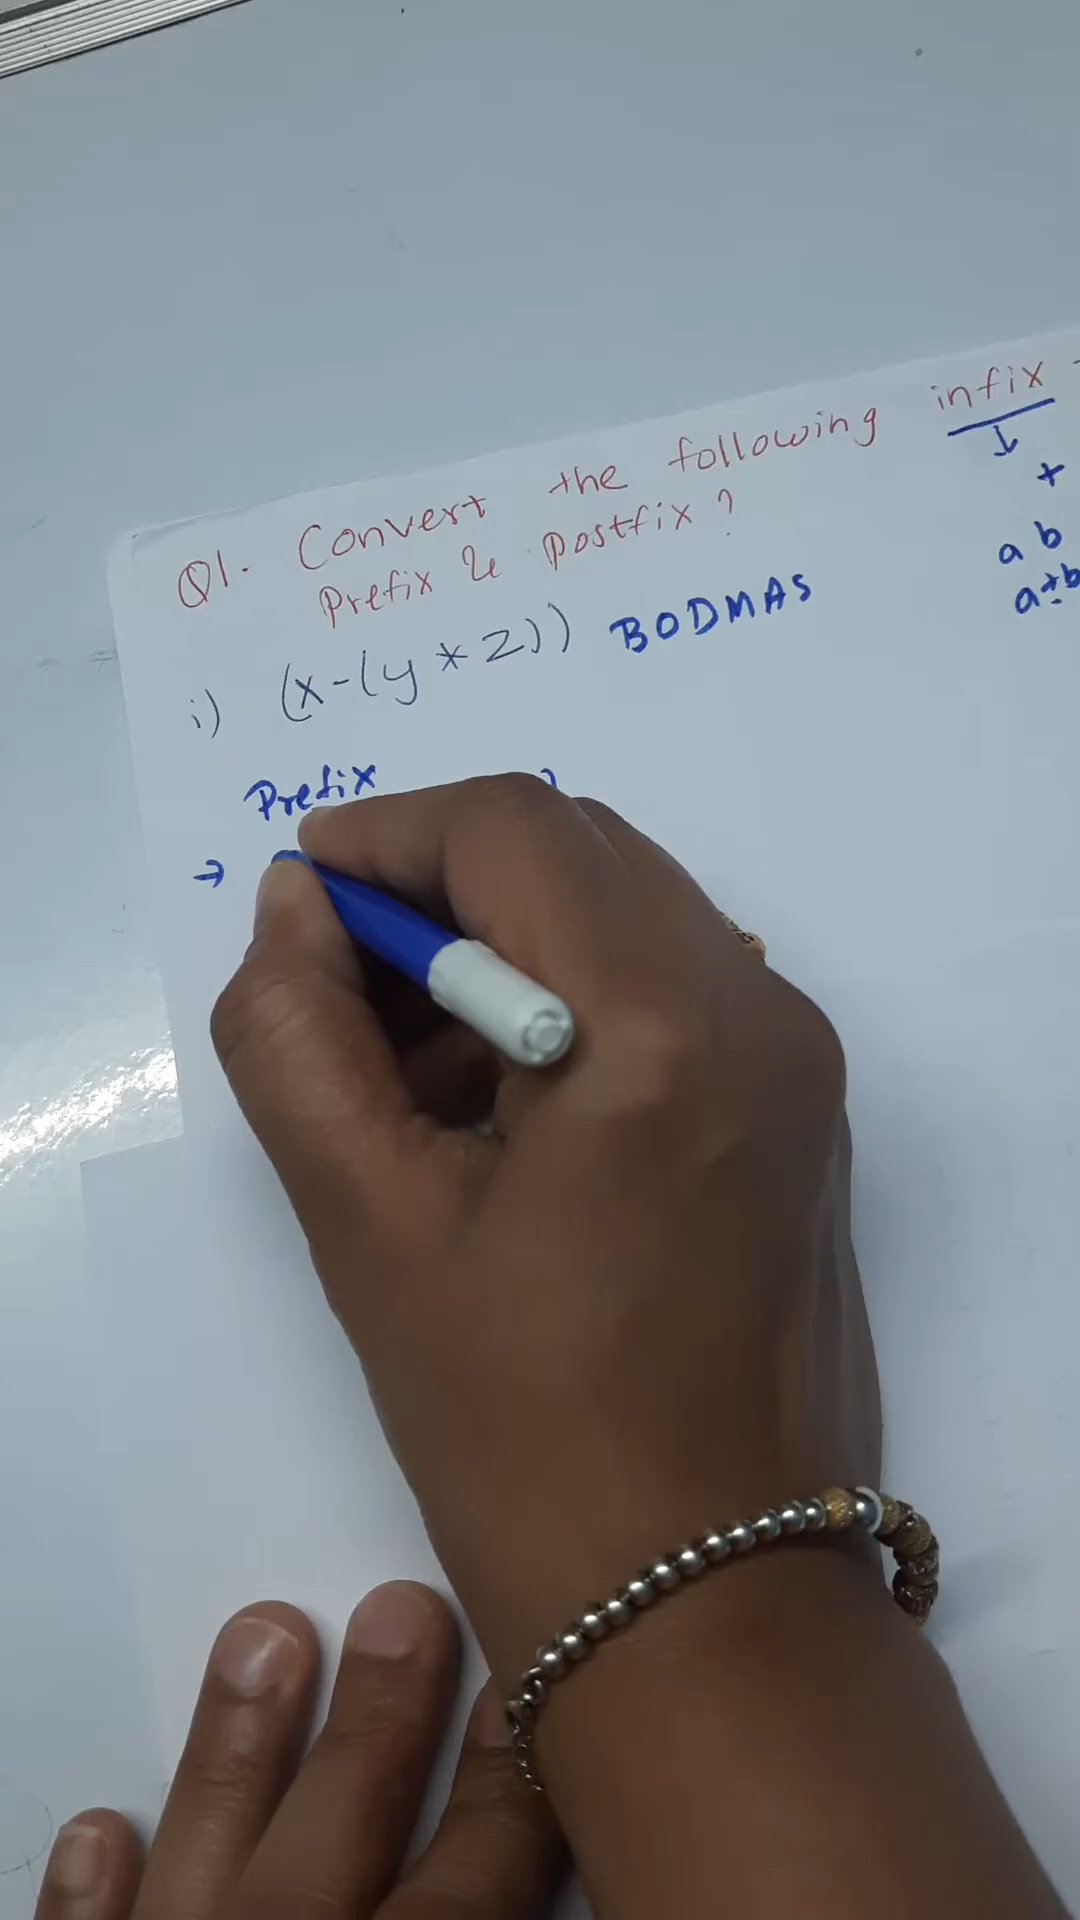 Q1. Convert the following infix
Prefix & postfix?
i) (x-(y*z)) BODMAS
↓
+
a b
a+b
Prefix
→